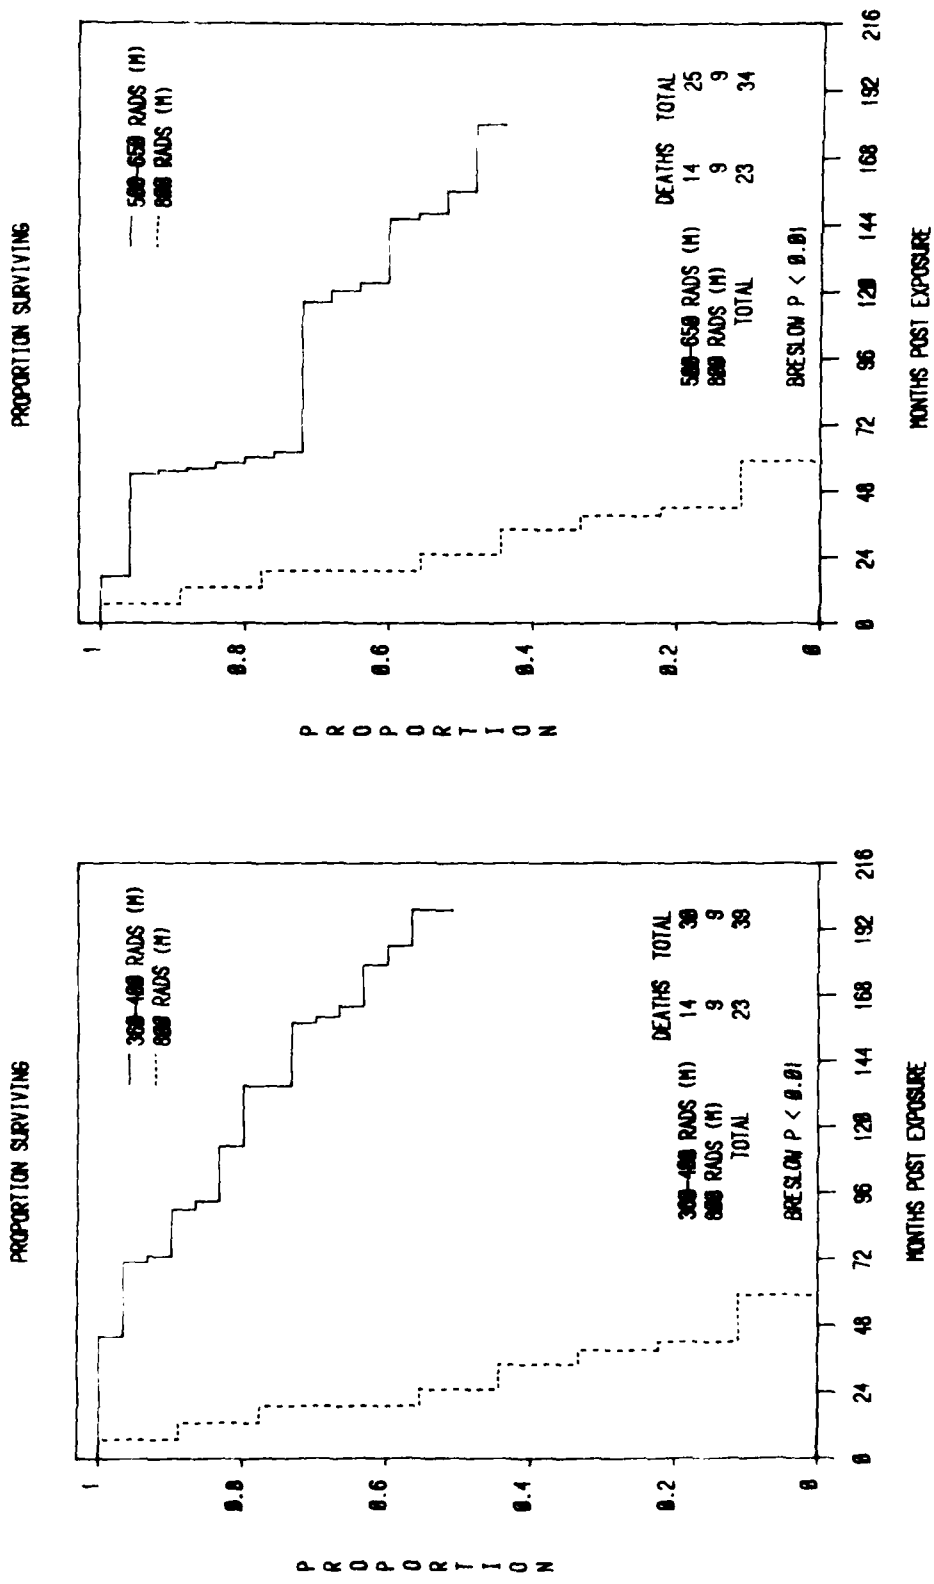 PROPORTION SURVIVING
360-400 RADS (M)
800 RADS (M)
1
0.8
0.6
0.4
0.2
0
PROPORTION
DEATHS TOTAL
360-400 RADS (M) 14 30
800 RADS (M) 9 9
TOTAL 23 39
BRESLOW P < 0.01
0 24 48 72 96 120 144 168 192 216
MONTHS POST EXPOSURE
PROPORTION SURVIVING
500-650 RADS (M)
800 RADS (M)
1
0.8
0.6
0.4
0.2
0
PROPORTION
DEATHS TOTAL
500-650 RADS (M) 14 25
800 RADS (M) 9 9
TOTAL 23 34
BRESLOW P < 0.01
0 24 48 72 96 120 144 168 192 216
MONTHS POST EXPOSURE